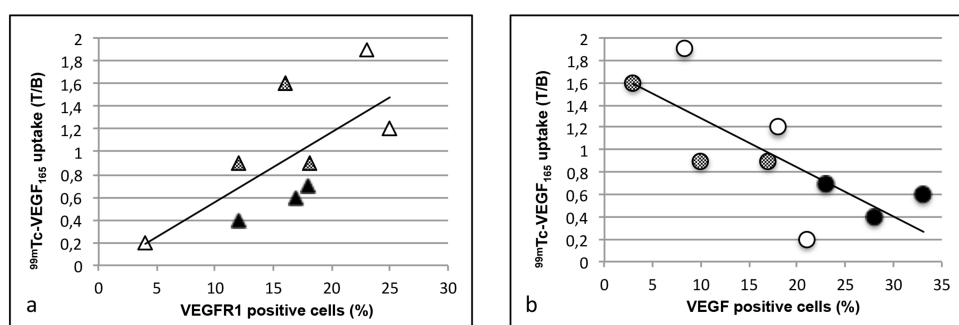 99mTc-VEGF165 uptake (T/B)
2
1,8
1,6
1,4
1,2
1
0,8
0,6
0,4
0,2
0
0 5 10 15 20 25 30
VEGFR1 positive cells (%)
a
99mTc-VEGF165 uptake (T/B)
2
1,8
1,6
1,4
1,2
1
0,8
0,6
0,4
0,2
0
0 5 10 15 20 25 30 35
VEGF positive cells (%)
b